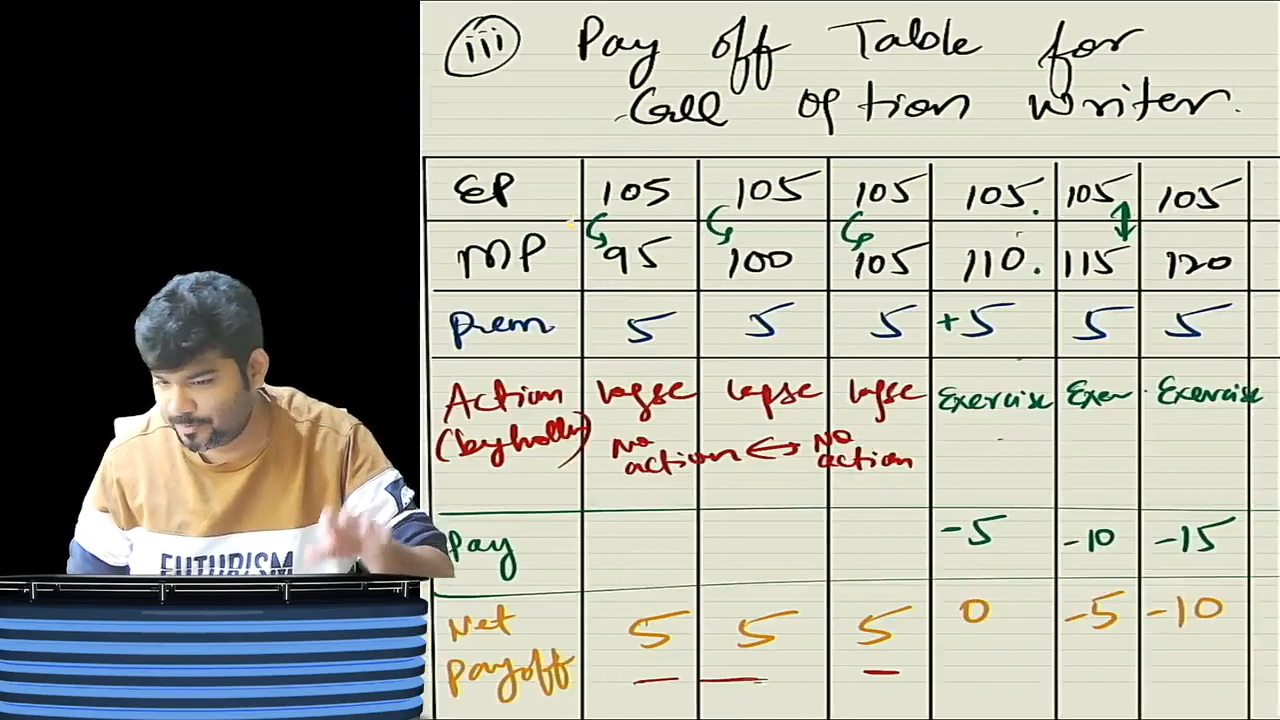 iii Pay off Table for
Call option writer.
EP 105 105 105 105. 105 105
MP 95 100 105 110. 115 120
Prem 5 5 5 +5 5 5
Action lapse lapse lapse Exercise Exer Exercise
(by holder) No action ↔ No action
Pay -5 -10 -15
Net Payoff 5 5 5 0 -5 -10
FUTURISM